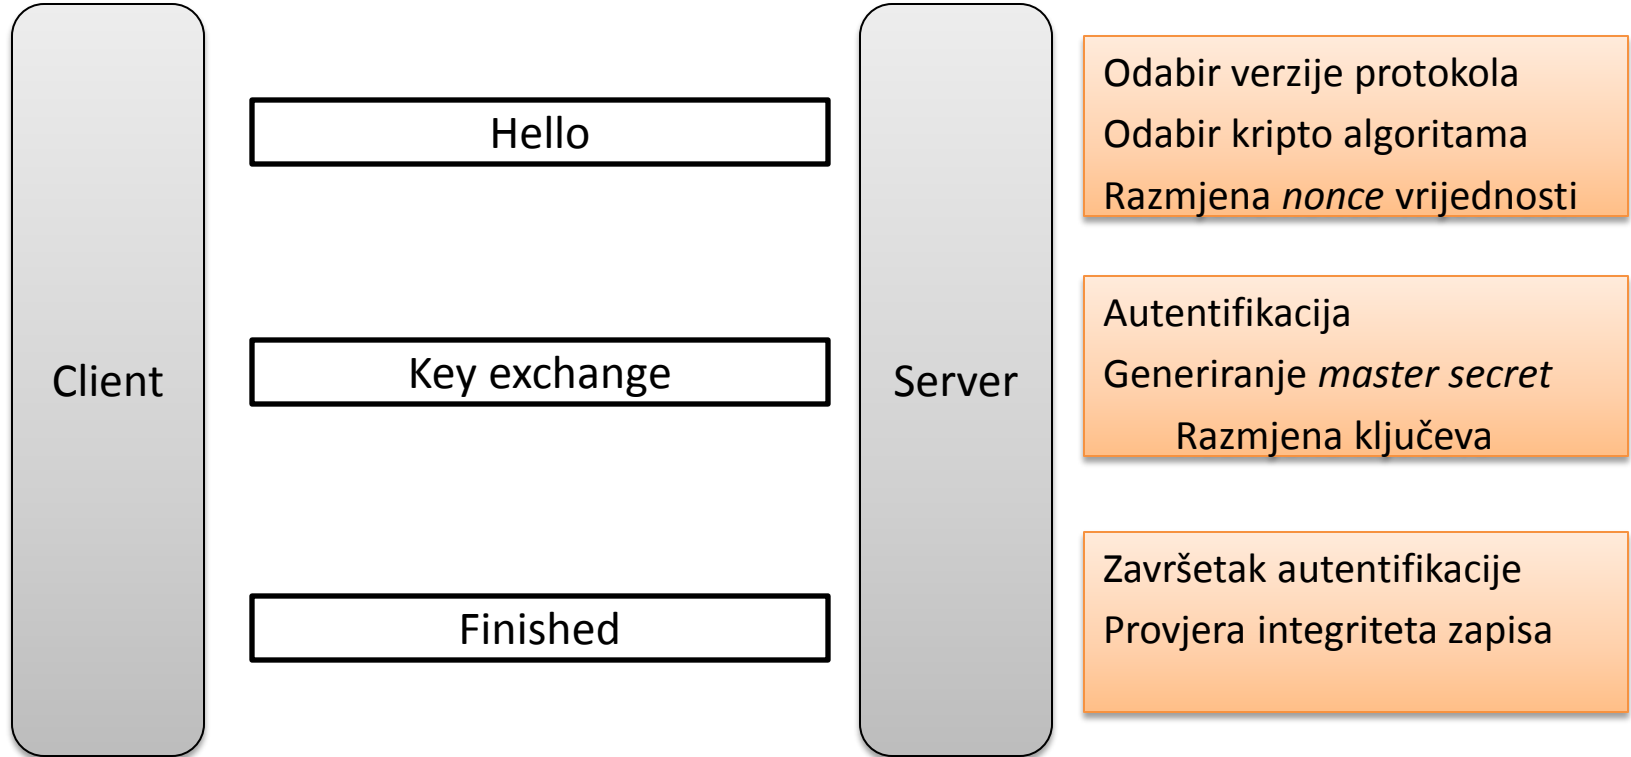 Client
Hello
Key exchange
Finished
Server
Odabir verzije protokola
Odabir kripto algoritama
Razmjena nonce vrijednosti
Autentifikacija
Generiranje master secret
Razmjena ključeva
Završetak autentifikacije
Provjera integriteta zapisa